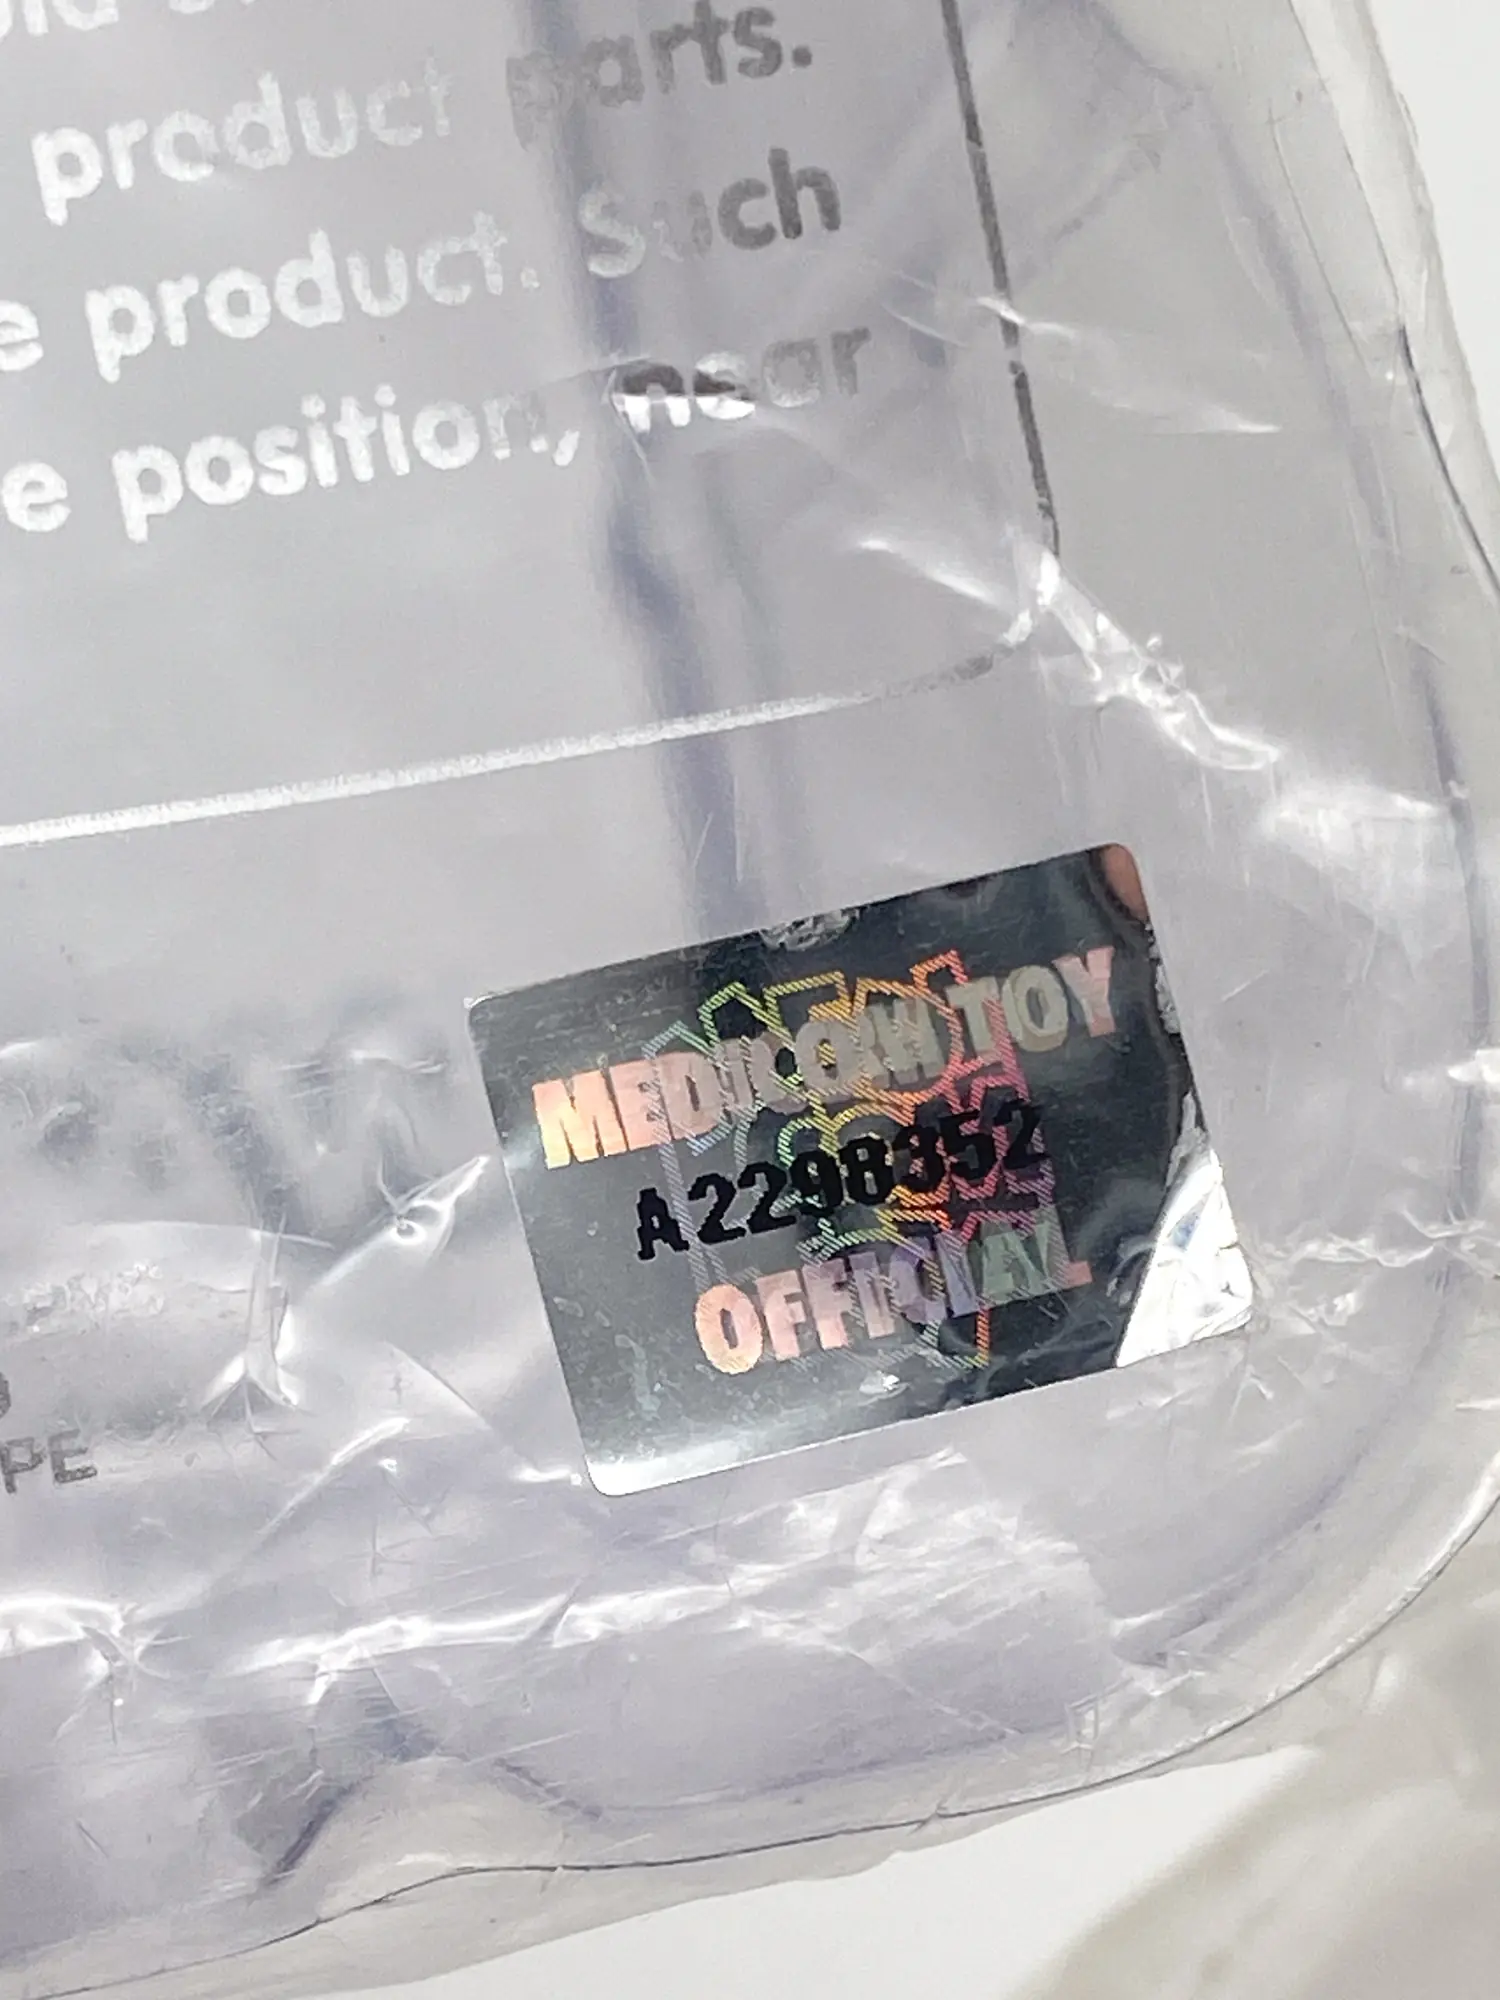 product parts.
e product. Such
e position, near
MEDICOM TOY
A2298352
OFFICIAL
PE